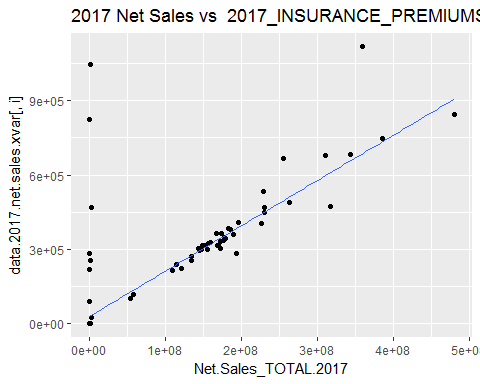 2017 Net Sales vs  2017_INSURANCE_PREMIUMS
data.2017.net.sales.xvar[, i]
9e+05
6e+05
3e+05
0e+00
0e+00 1e+08 2e+08 3e+08 4e+08 5e+08
Net.Sales_TOTAL.2017